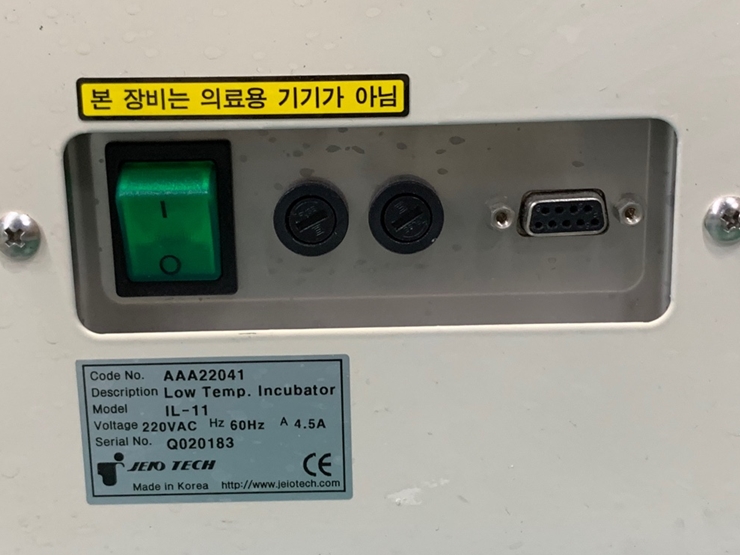 본 장비는 의료용 기기가 아님
Code No. AAA22041
Description Low Temp. Incubator
Model IL-11
Voltage 220VAC Hz 60Hz A 4.5A
Serial No. Q020183
JEIO TECH CE
Made in Korea http://www.jeiotech.com